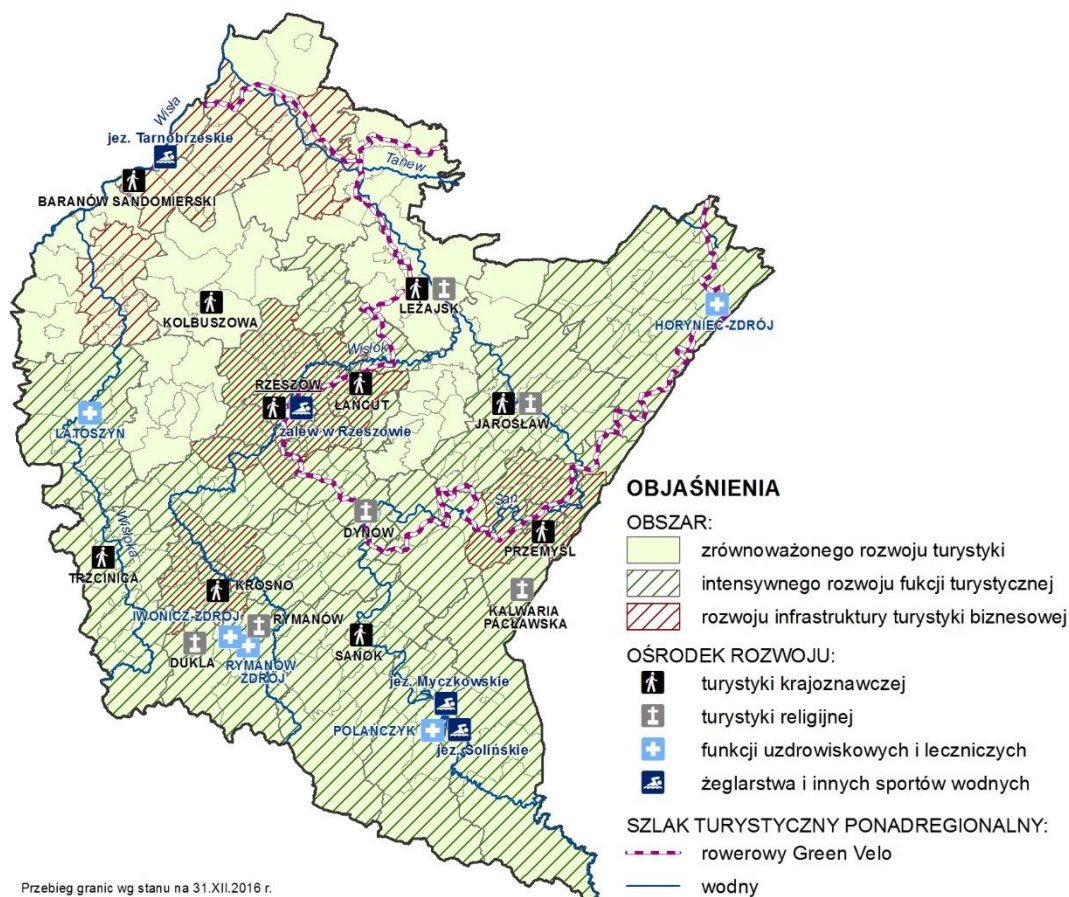 Wisła
jez. Tarnobrzeskie
Tanew
BARANÓW SANDOMIERSKI
LEŻAJSK
KOLBUSZOWA
HORYNIEC-ZDRÓJ
Wisłok
RZESZÓW
ŁAŃCUT
zalew w Rzeszowie
JAROSŁAW
LATOSZYN
San
DYNÓW
PRZEMYŚL
Wisłoka
TRZCINICA
KROSNO
KALWARIA
PACŁAWSKA
IWONICZ-ZDRÓJ
RYMANÓW
DUKLA
RYMANÓW
ZDRÓJ
SANOK
jez. Myczkowskie
POLAŃCZYK
jez. Solińskie
OBJAŚNIENIA
OBSZAR:
zrównoważonego rozwoju turystyki
intensywnego rozwoju fukcji turystycznej
rozwoju infrastruktury turystyki biznesowej
OŚRODEK ROZWOJU:
turystyki krajoznawczej
turystyki religijnej
funkcji uzdrowiskowych i leczniczych
żeglarstwa i innych sportów wodnych
SZLAK TURYSTYCZNY PONADREGIONALNY:
rowerowy Green Velo
wodny
Przebieg granic wg stanu na 31.XII.2016 r.